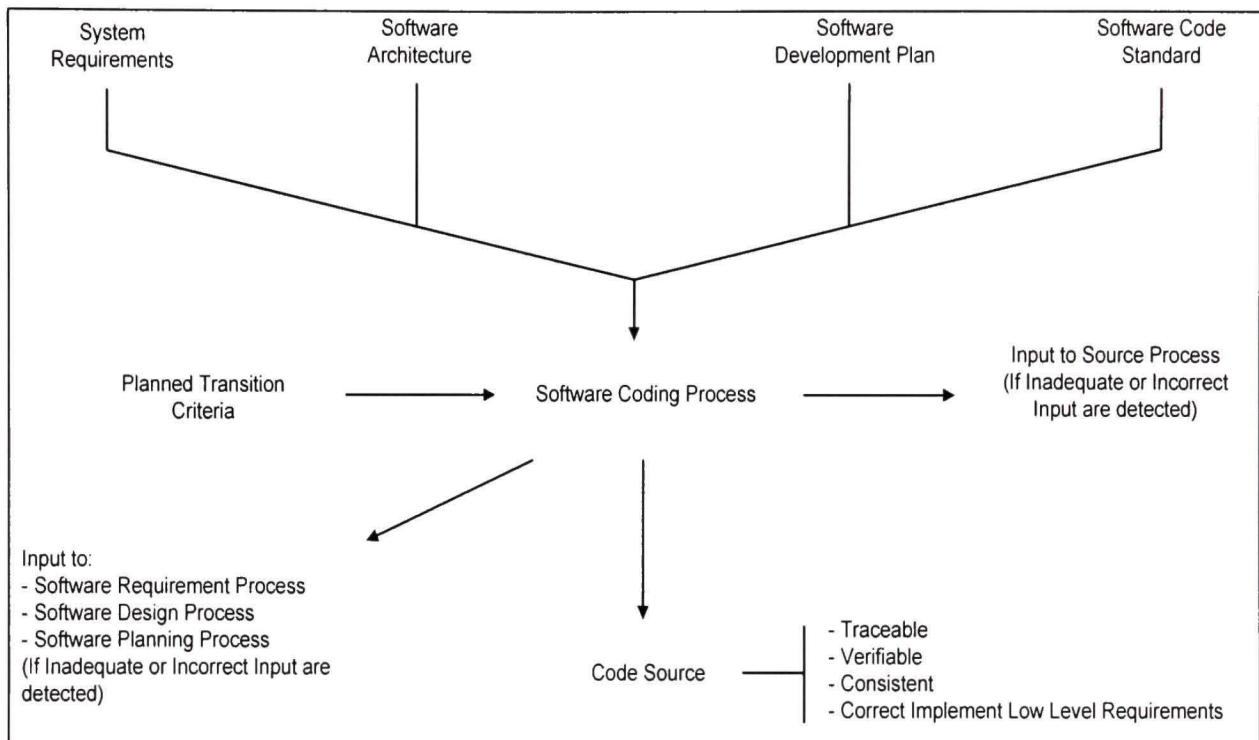 System
Requirements
Software
Architecture
Software
Development Plan
Software Code
Standard
Planned Transition
Criteria
Software Coding Process
Input to Source Process
(If Inadequate or Incorrect
Input are detected)
Input to:
- Software Requirement Process
- Software Design Process
- Software Planning Process
(If Inadequate or Incorrect Input are
detected)
Code Source
- Traceable
- Verifiable
- Consistent
- Correct Implement Low Level Requirements